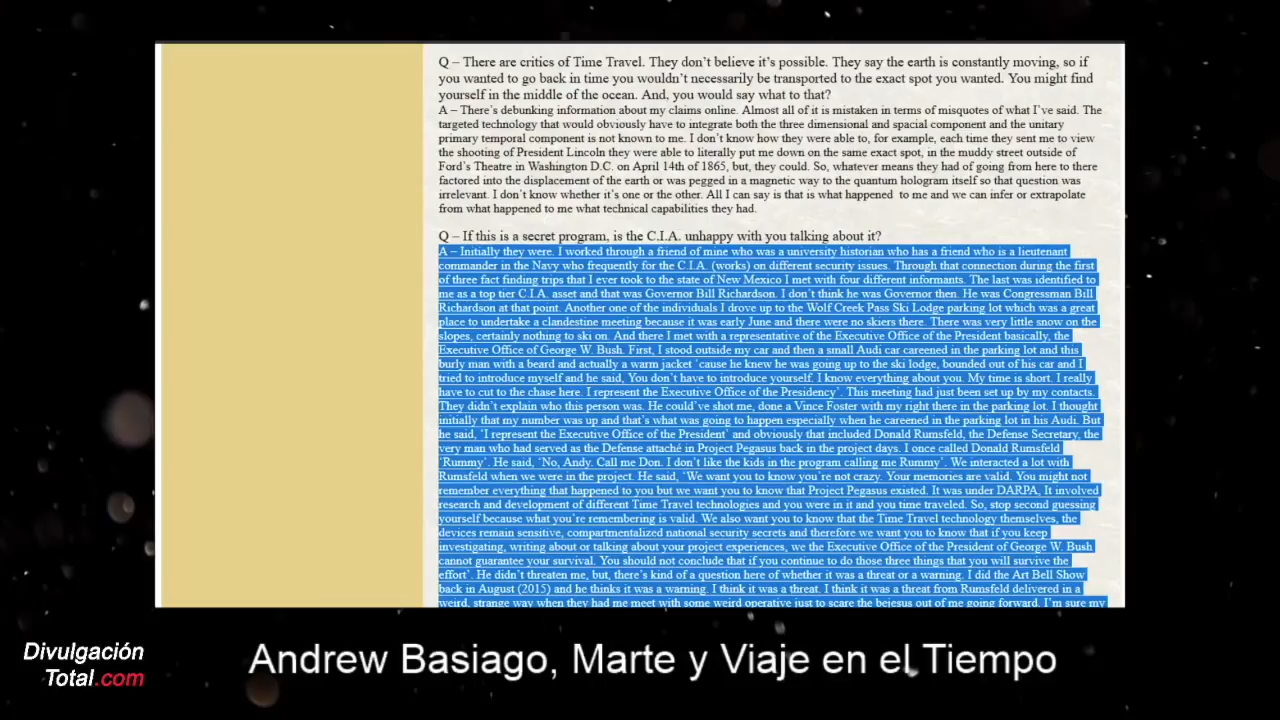 Q – There are critics of Time Travel. They don’t believe it’s possible. They say the earth is constantly moving, so if
you wanted to go back in time you wouldn’t necessarily be transported to the exact spot you wanted. You might find
yourself in the middle of the ocean. And, you would say what to that?
A – There’s debunking information about my claims online. Almost all of it is mistaken in terms of misquotes of what I’ve said. The
targeted technology that would obviously have to integrate both the three dimensional and spacial component and the unitary
primary temporal component is not known to me. I don’t know how they were able to, for example, each time they sent me to view
the shooting of President Lincoln they were able to literally put me down on the same exact spot, in the muddy street outside of
Ford’s Theatre in Washington D.C. on April 14th of 1865, but, they could. So, whatever means they had of going from here to there
factored into the displacement of the earth or was pegged in a magnetic way to the quantum hologram itself so that question was
irrelevant. I don’t know whether it’s one or the other. All I can say is that is what happened to me and we can infer or extrapolate
from what happened to me what technical capabilities they had.
Q – If this is a secret program, is the C.I.A. unhappy with you talking about it?
A – Initially they were. I worked through a friend of mine who was a university historian who has a friend who is a lieutenant
commander in the Navy who frequently for the C.I.A. (works) on different security issues. Through that connection during the first
of three fact finding trips that I ever took to the state of New Mexico I met with four different informants. The last was identified to
me as a top tier C.I.A. asset and that was Governor Bill Richardson. I don’t think he was Governor then. He was Congressman Bill
Richardson at that point. Another one of the individuals I drove up to the Wolf Creek Pass Ski Lodge parking lot which was a great
place to undertake a clandestine meeting because it was early June and there were no skiers there. There was very little snow on the
slopes, certainly nothing to ski on. And there I met with a representative of the Executive Office of the President basically, the
Executive Office of George W. Bush. First, I stood outside my car and then a small Audi car careened in the parking lot and this
burly man with a beard and actually a warm jacket ‘cause he knew he was going up to the ski lodge, bounded out of his car and I
tried to introduce myself and he said, You don’t have to introduce yourself. I know everything about you. My time is short. I really
have to cut to the chase here. I represent the Executive Office of the Presidency’. This meeting had just been set up by my contacts.
They didn’t explain who this person was. He could’ve shot me, done a Vince Foster with my right there in the parking lot. I thought
initially that my number was up and that’s what was going to happen especially when he careened in the parking lot in his Audi. But
he said, ‘I represent the Executive Office of the President’ and obviously that included Donald Rumsfeld, the Defense Secretary, the
very man who had served as the Defense attaché in Project Pegasus back in the project days. I once called Donald Rumsfeld
‘Rummy’. He said, ‘No, Andy. Call me Don. I don’t like the kids in the program calling me Rummy’. We interacted a lot with
Rumsfeld when we were in the project. He said, ‘We want you to know you’re not crazy. Your memories are valid. You might not
remember everything that happened to you but we want you to know that Project Pegasus existed. It was under DARPA, It involved
research and development of different Time Travel technologies and you were in it and you time traveled. So, stop second guessing
yourself because what you’re remembering is valid. We also want you to know that the Time Travel technology themselves, the
devices remain sensitive, compartmentalized national security secrets and therefore we want you to know that if you keep
investigating, writing about or talking about your project experiences, we the Executive Office of the President of George W. Bush
cannot guarantee your survival. You should not conclude that if you continue to do those three things that you will survive the
effort’. He didn’t threaten me, but, there’s kind of a question here of whether it was a threat or a warning. I did the Art Bell Show
back in August (2015) and he thinks it was a warning. I think it was a threat. I think it was a threat from Rumsfeld delivered in a
weird, strange way when they had me meet with some weird operative just to scare the bejesus out of me going forward. I’m sure my
Divulgación
Total.com
Andrew Basiago, Marte y Viaje en el Tiempo